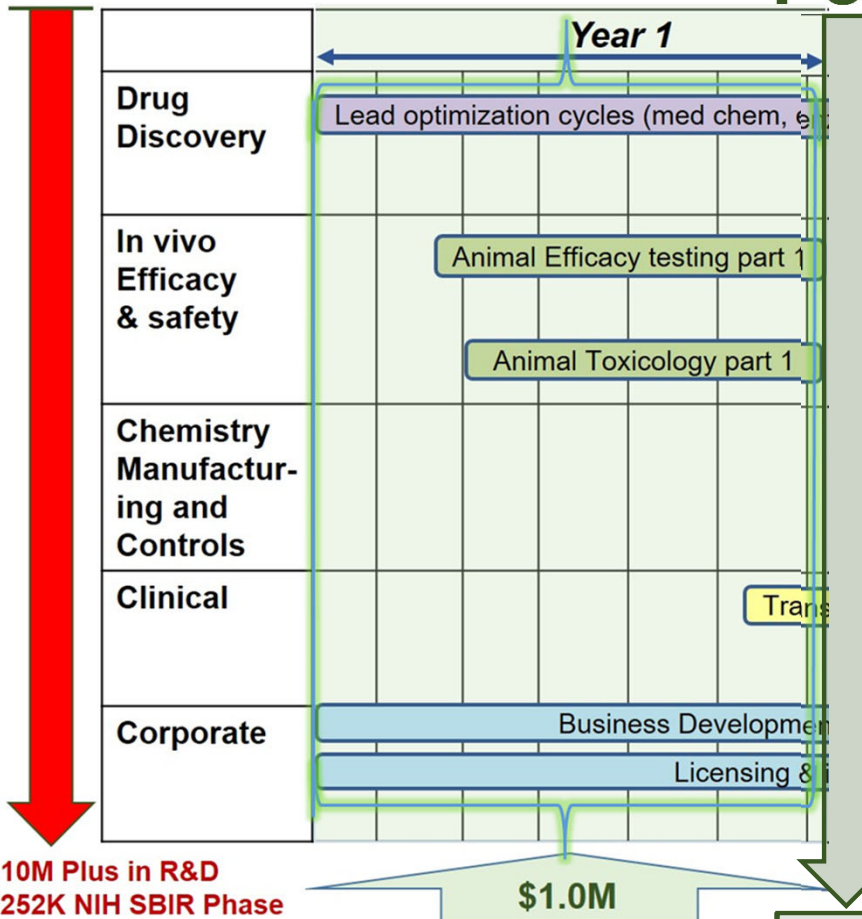 Year 1
Drug
Discovery
Lead optimization cycles (med chem,
In vivo
Efficacy
& safety
Animal Efficacy testing part 1
Animal Toxicology part 1
Chemistry
Manufactur-
ing and
Controls
Clinical
Corporate
Business
Licensing &
10M Plus in R&D
252K NIH SBIR Phase
$1.0M